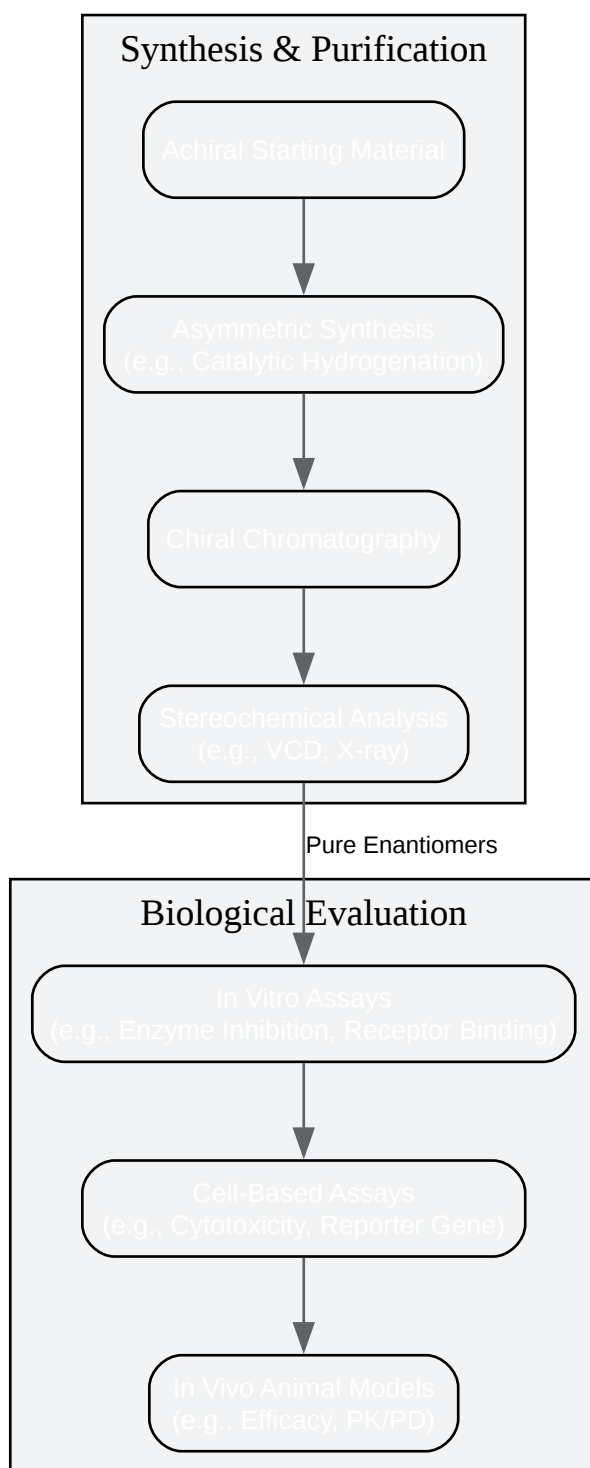 Synthesis & Purification
Achiral Starting Material
Asymmetric Synthesis
(e.g., Catalytic Hydrogenation)
Chiral Chromatography
Stereochemical Analysis
(e.g., VCD, X-ray)
Pure Enantiomers
Biological Evaluation
In Vitro Assays
(e.g., Enzyme Inhibition, Receptor Binding)
Cell-Based Assays
(e.g., Cytotoxicity, Reporter Gene)
In Vivo Animal Models
(e.g., Efficacy, PK/PD)